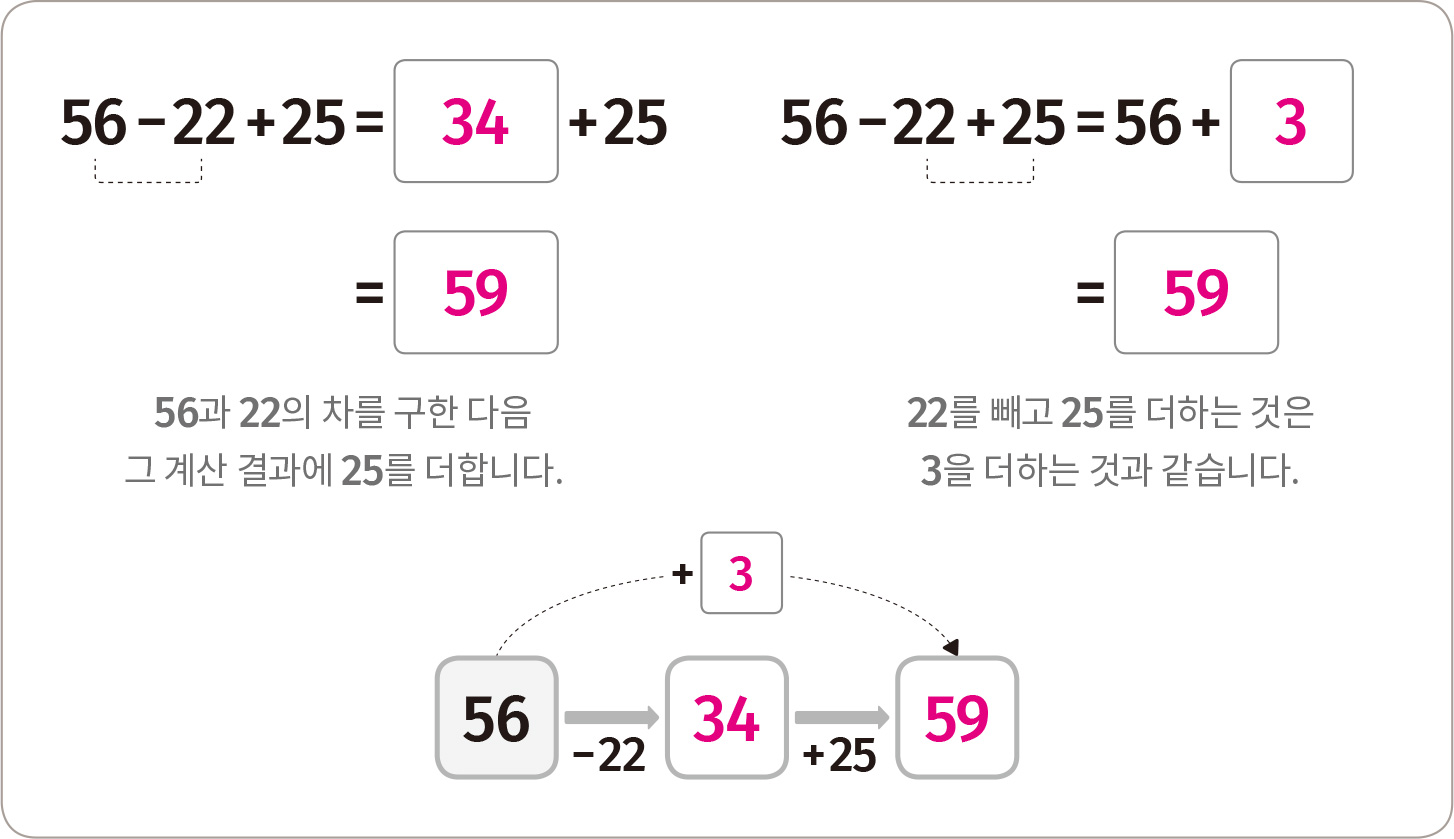 56－22＋25＝34＋25
＝59
56과 22의 차를 구한 다음
그 계산 결과에 25를 더합니다.
56－22＋25＝56＋3
＝59
22를 빼고 25를 더하는 것은
3을 더하는 것과 같습니다.
＋3
56 34 59
－22 ＋25